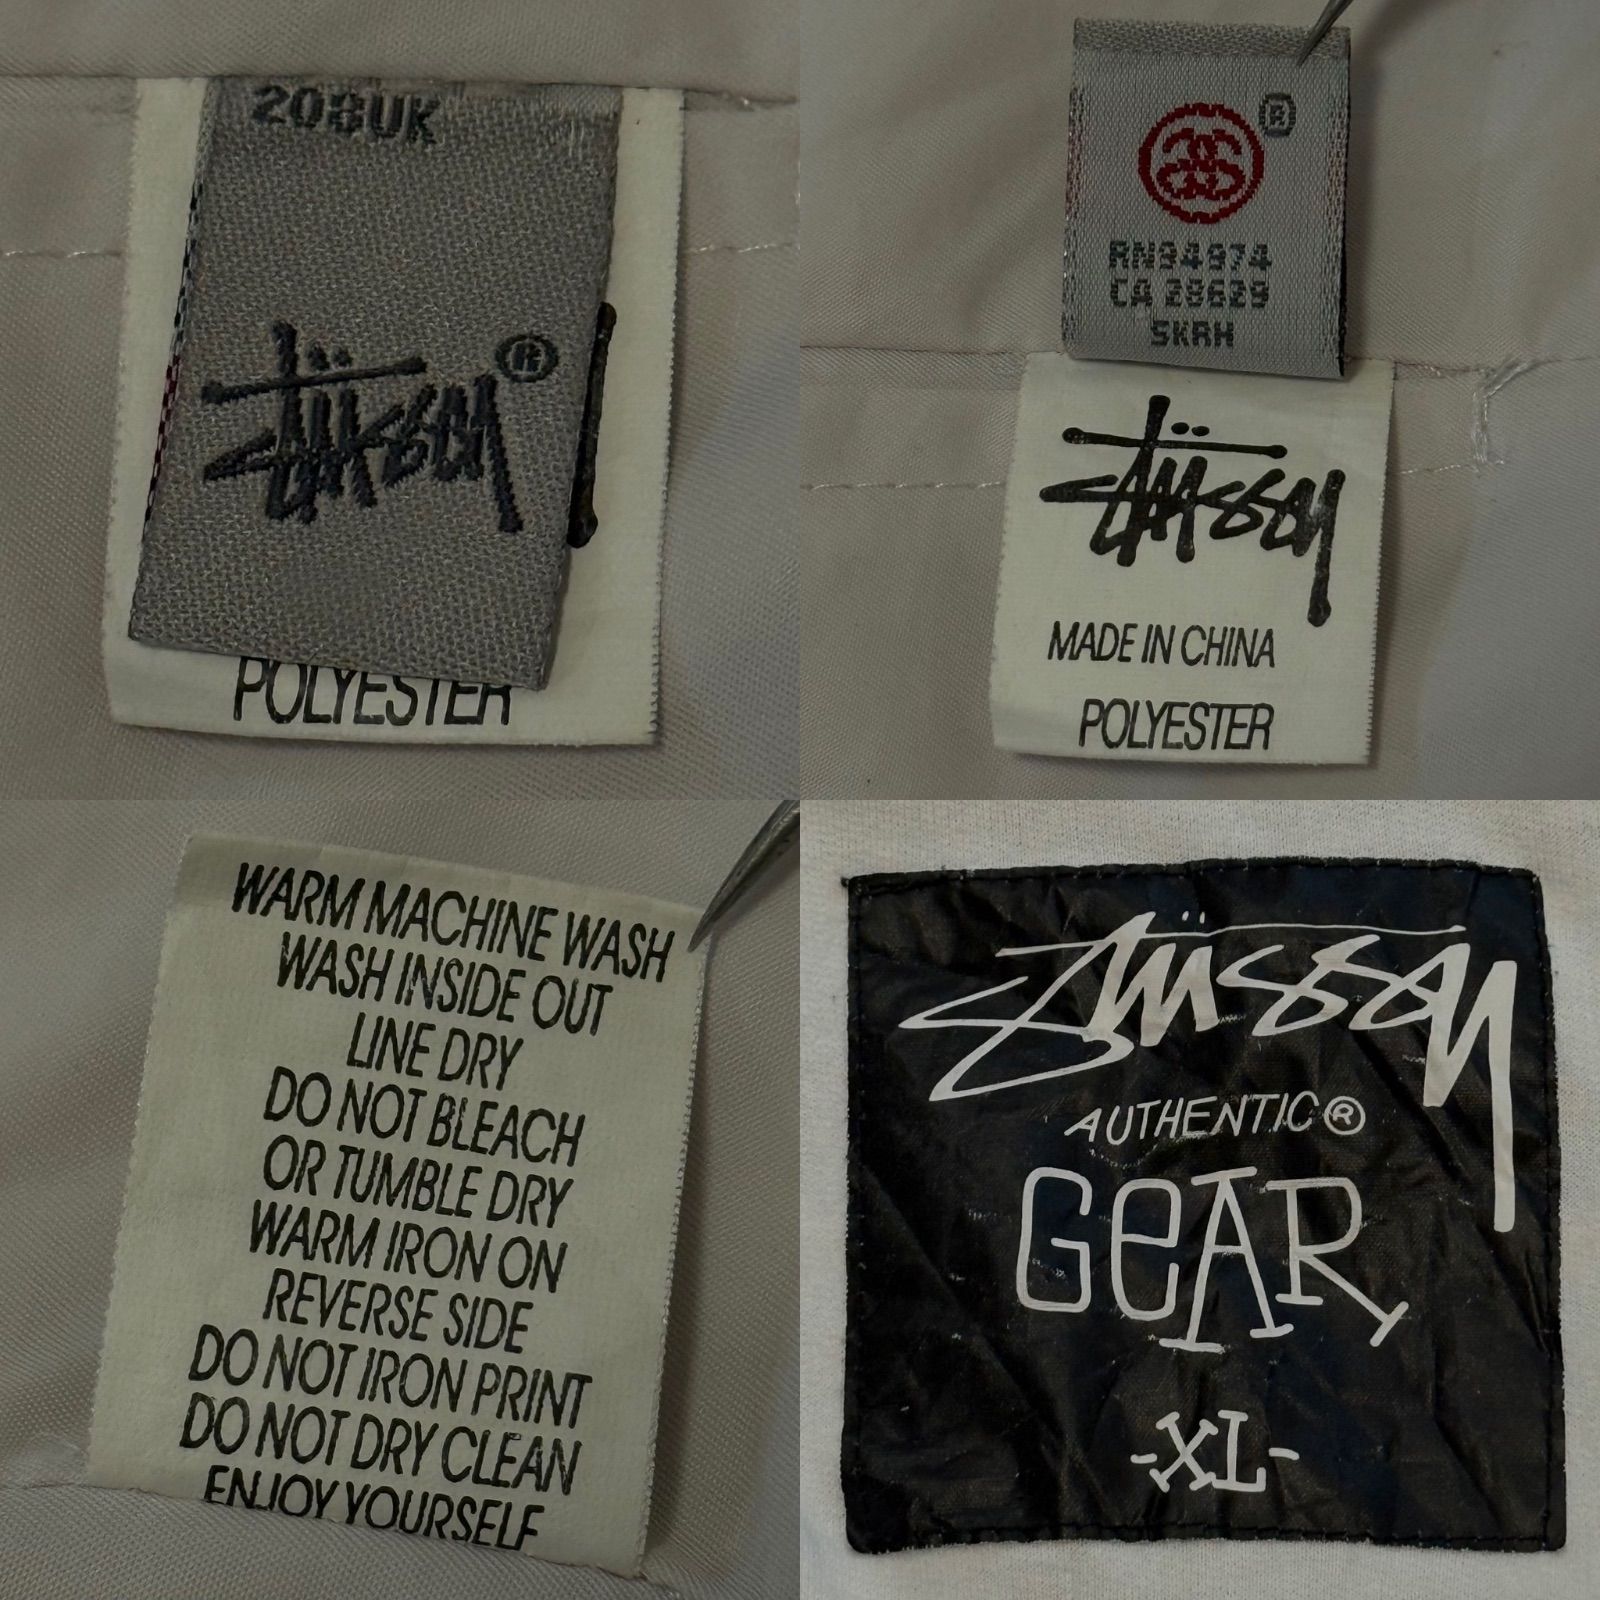 208UK
Stüssy®
POLYESTER
®
RN94974
CA 28629
SKRH
Stüssy
MADE IN CHINA
POLYESTER
WARM MACHINE WASH
WASH INSIDE OUT
LINE DRY
DO NOT BLEACH
OR TUMBLE DRY
WARM IRON ON
REVERSE SIDE
DO NOT IRON PRINT
DO NOT DRY CLEAN
ENJOY YOURSELF
Stüssy
AUTHENTIC®
GeAR
-XL-